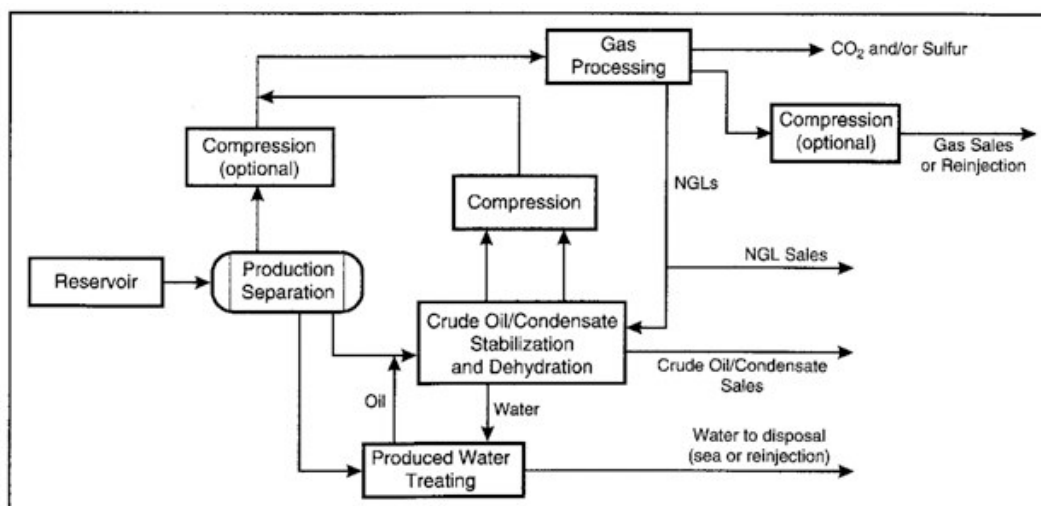 Gas
Processing
CO₂ and/or Sulfur
Compression
(optional)
Gas Sales
or Reinjection
Compression
(optional)
NGLs
Compression
NGL Sales
Reservoir
Production
Separation
Crude Oil/Condensate
Stabilization
and Dehydration
Crude Oil/Condensate
Sales
Oil
Water
Produced Water
Treating
Water to disposal
(sea or reinjection)